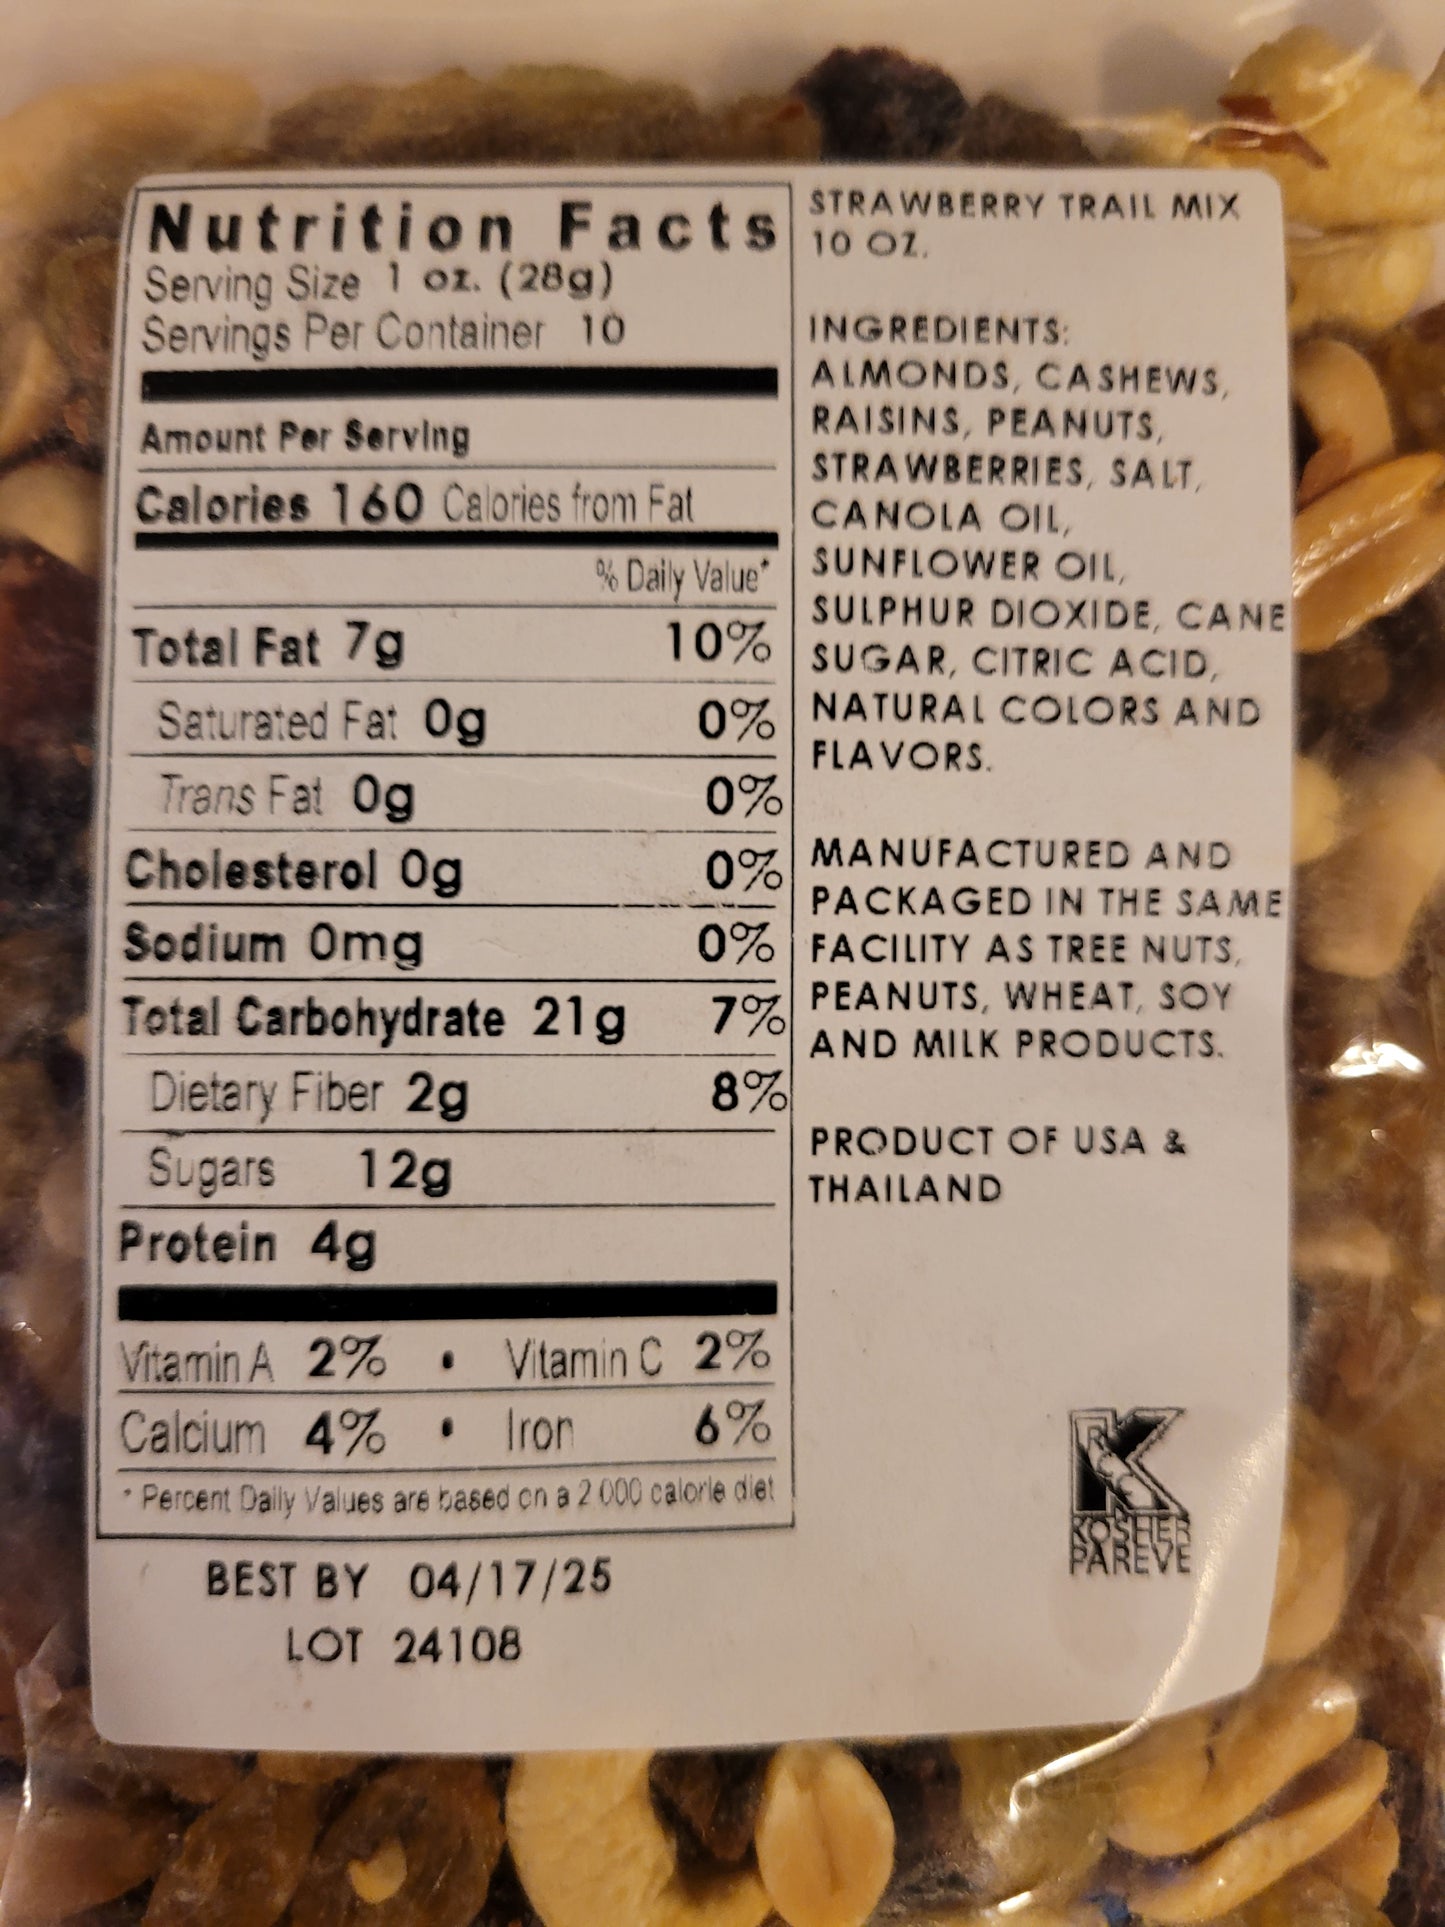 Nutrition Facts
Serving Size 1 oz. (28g)
Servings Per Container 10
Amount Per Serving
Calories 160 Calories from Fat
% Daily Value*
Total Fat 7g 10%
Saturated Fat 0g 0%
Trans Fat 0g 0%
Cholesterol 0g 0%
Sodium 0mg 0%
Total Carbohydrate 21g 7%
Dietary Fiber 2g 8%
Sugars 12g
Protein 4g
Vitamin A 2% • Vitamin C 2%
Calcium 4% • Iron 6%
* Percent Daily Values are based on a 2,000 calorie diet
BEST BY 04/17/25
LOT 24108
STRAWBERRY TRAIL MIX
10 OZ.
INGREDIENTS:
ALMONDS, CASHEWS,
RAISINS, PEANUTS,
STRAWBERRIES, SALT,
CANOLA OIL,
SUNFLOWER OIL,
SULPHUR DIOXIDE, CANE
SUGAR, CITRIC ACID,
NATURAL COLORS AND
FLAVORS.
MANUFACTURED AND
PACKAGED IN THE SAME
FACILITY AS TREE NUTS,
PEANUTS, WHEAT, SOY
AND MILK PRODUCTS.
PRODUCT OF USA &
THAILAND
K
KOSHER
PAREVE